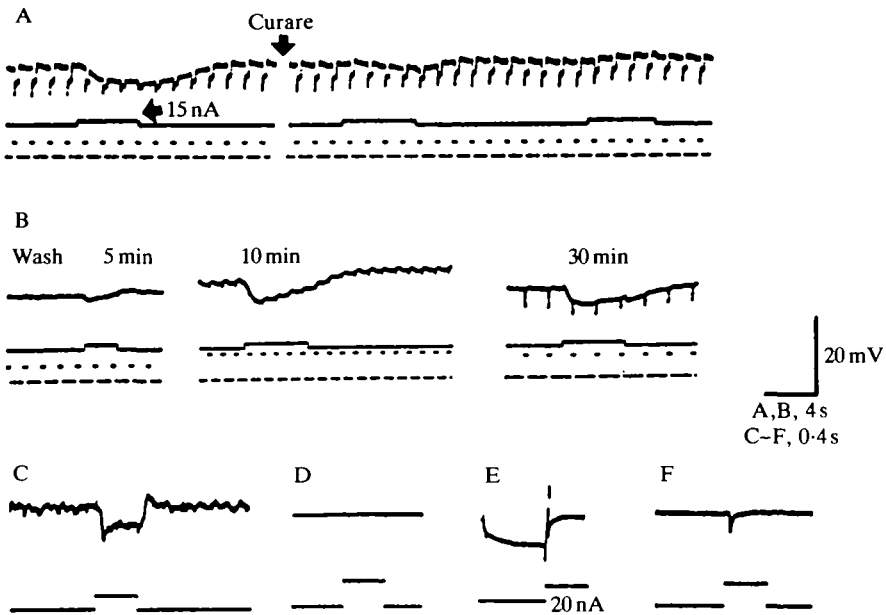 A
Curare
15 nA
B
Wash 5 min 10 min 30 min
20 mV
A,B, 4 s
C–F, 0·4 s
C D E F
20 nA